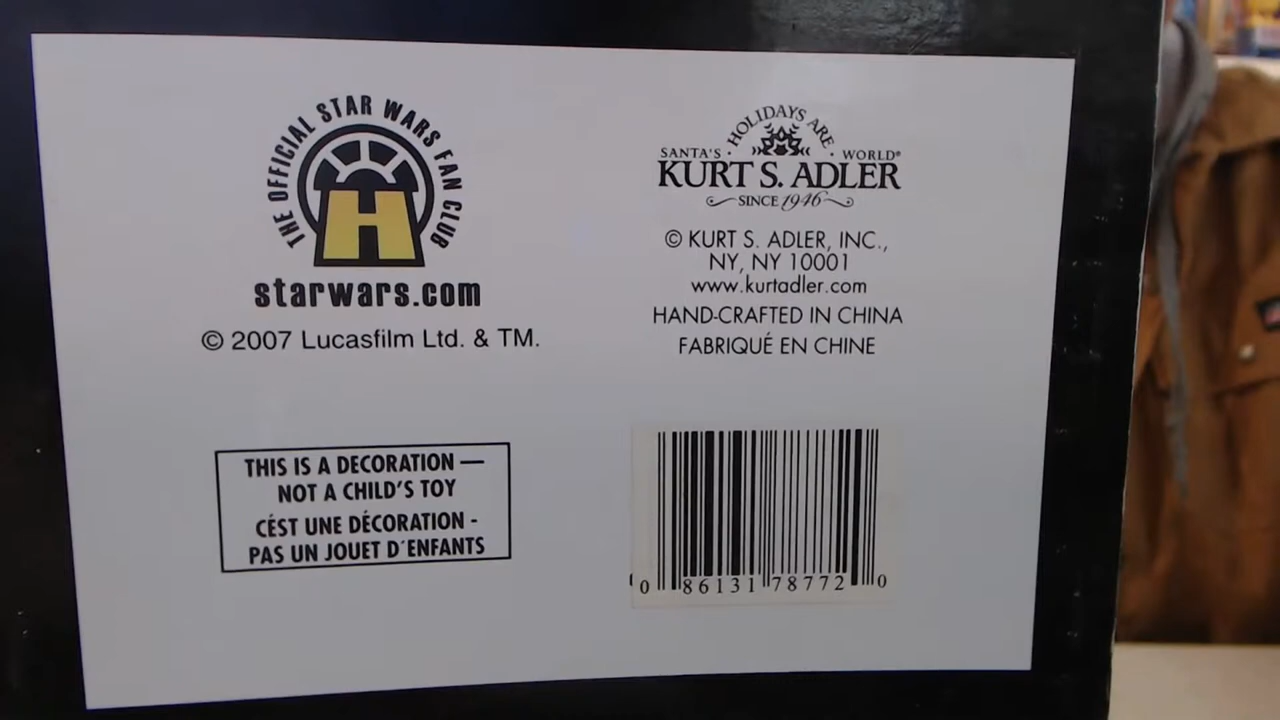 THE OFFICIAL STAR WARS FAN CLUB
H
starwars.com
© 2007 Lucasfilm Ltd. & TM.
HOLIDAYS ARE
SANTA'S · WORLD®
KURT S. ADLER
SINCE 1946
© KURT S. ADLER, INC.,
NY, NY 10001
www.kurtadler.com
HAND-CRAFTED IN CHINA
FABRIQUÉ EN CHINE
THIS IS A DECORATION —
NOT A CHILD'S TOY
CÉST UNE DÉCORATION -
PAS UN JOUET D´ENFANTS
0 86131 78772 0